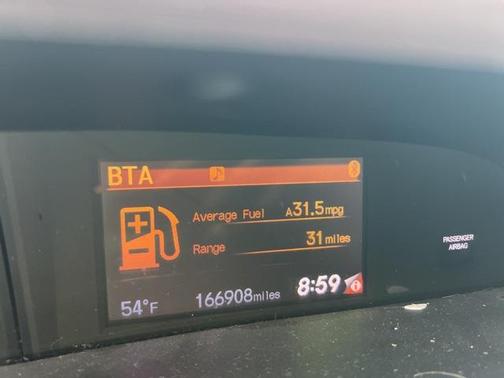 BTA
Average Fuel A31.5mpg
Range 31miles
54°F 166908miles 8:59
PASSENGER
AIRBAG